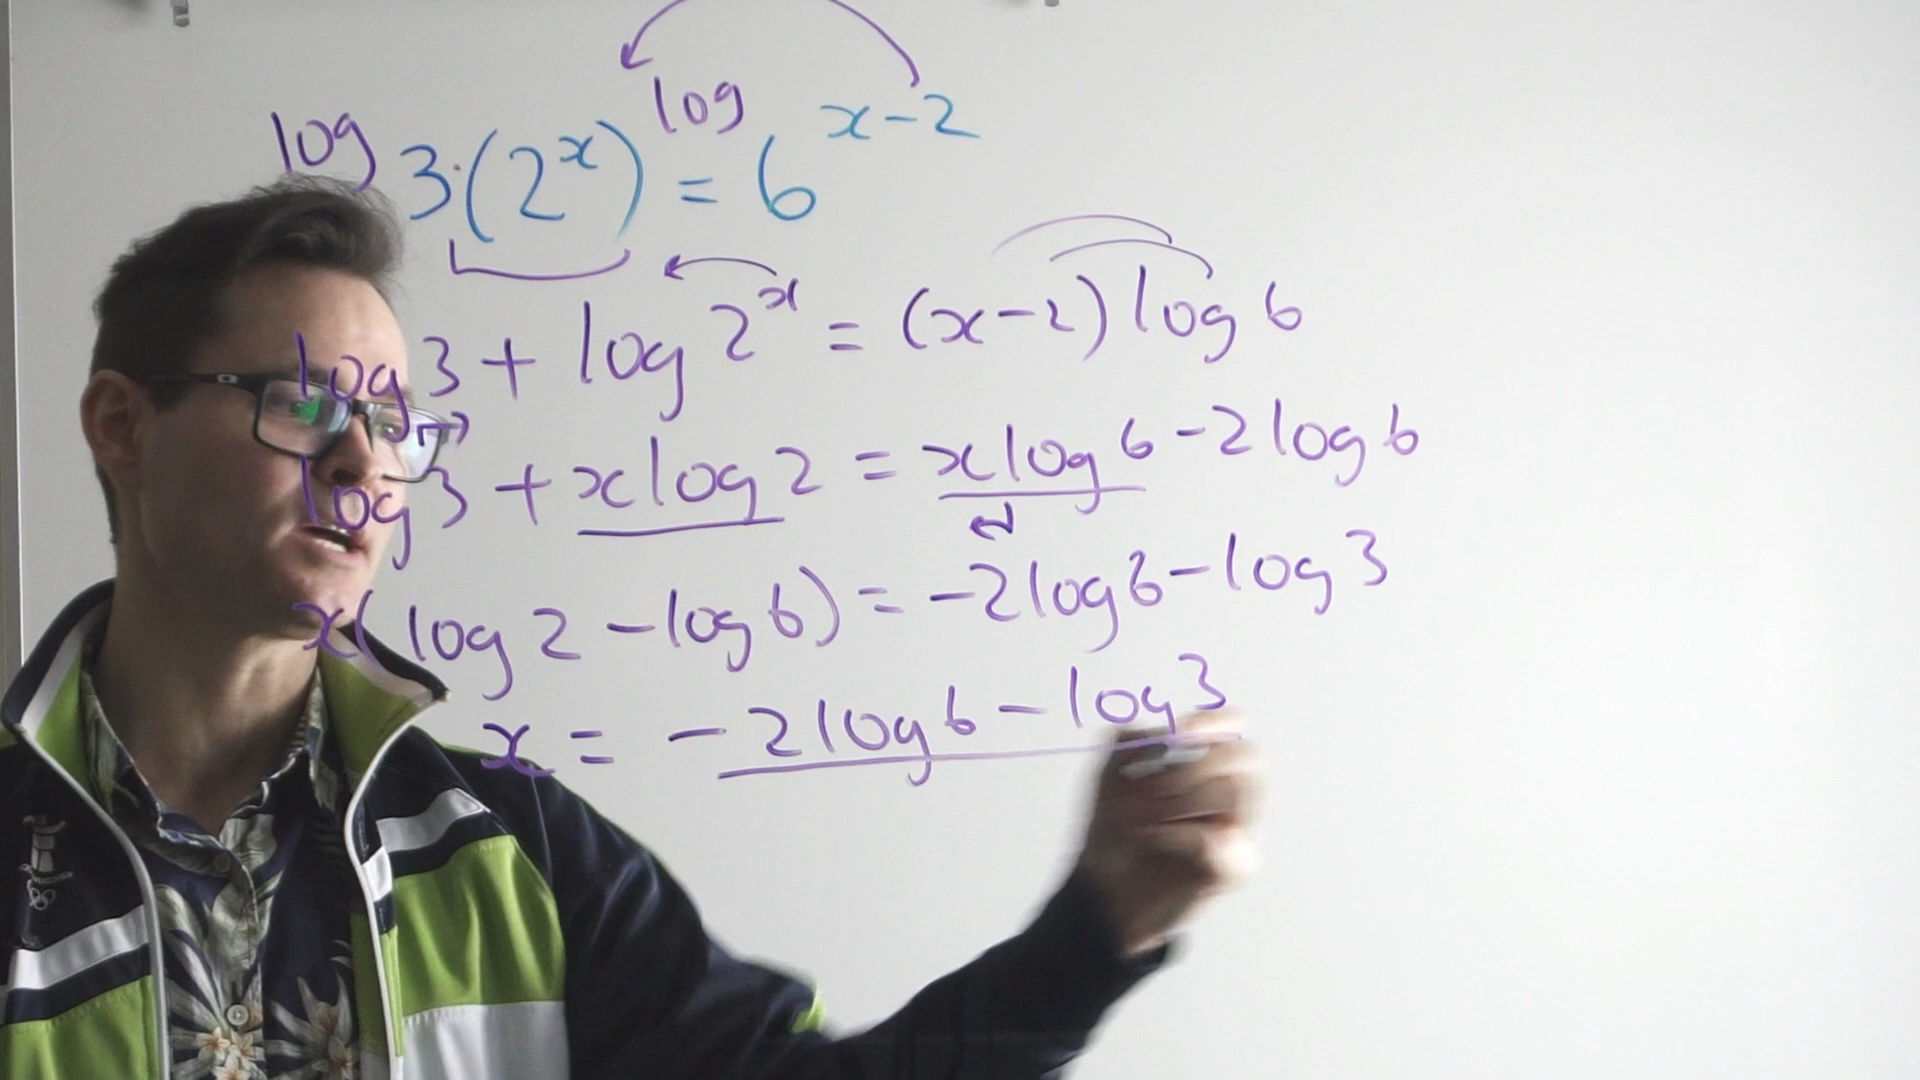 log 3·(2^x) = log 6^(x-2)
log 3 + log 2^x = (x-2) log 6
log 3 + x log 2 = x log 6 - 2 log 6
x(log 2 - log 6) = -2 log 6 - log 3
x = -2 log 6 - log 3